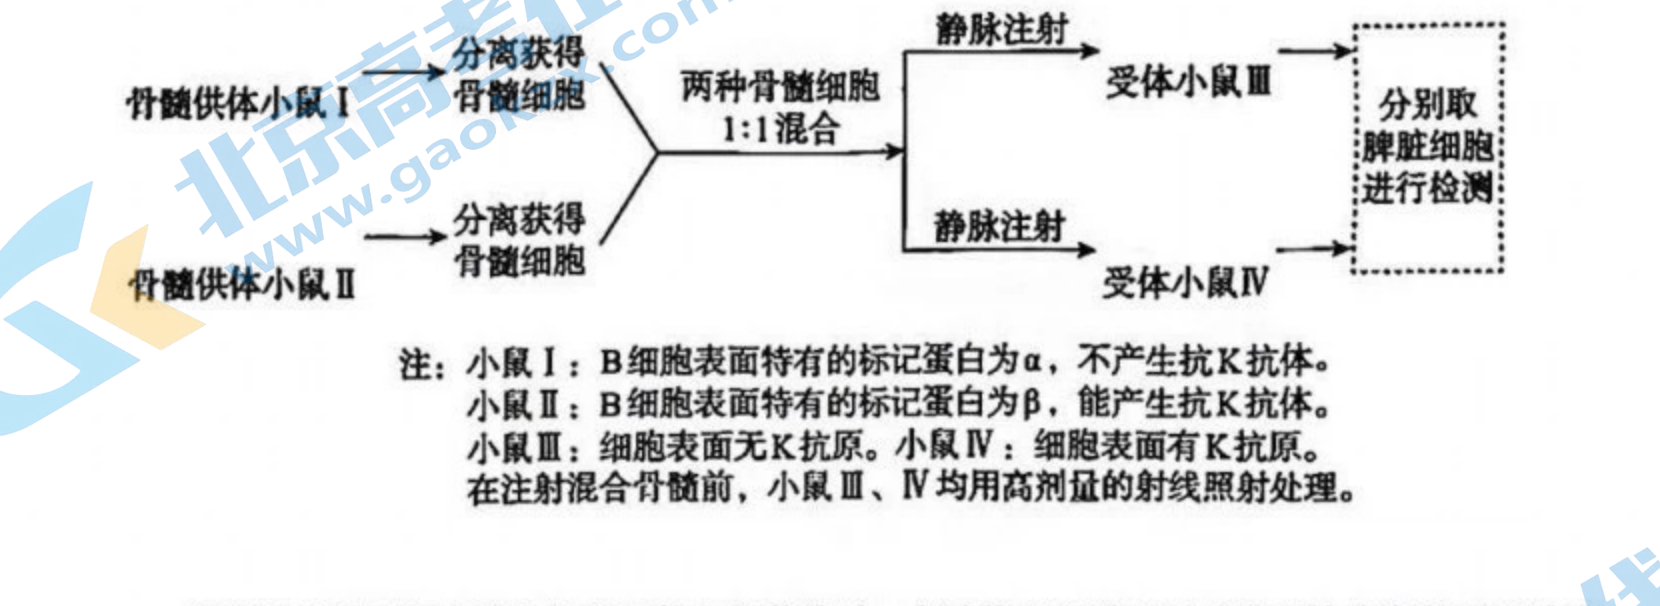 静脉注射
分离获得
骨髓细胞
骨髓供体小鼠Ⅰ
两种骨髓细胞
1:1混合
受体小鼠Ⅲ
分别取
脾脏细胞
进行检测
分离获得
骨髓细胞
骨髓供体小鼠Ⅱ
静脉注射
受体小鼠Ⅳ
注：小鼠Ⅰ：B细胞表面特有的标记蛋白为α，不产生抗K抗体。
小鼠Ⅱ：B细胞表面特有的标记蛋白为β，能产生抗K抗体。
小鼠Ⅲ：细胞表面无K抗原。小鼠Ⅳ：细胞表面有K抗原。
在注射混合骨髓前，小鼠Ⅲ、Ⅳ均用高剂量的射线照射处理。
北京高考在
www.gaokzx.com
线